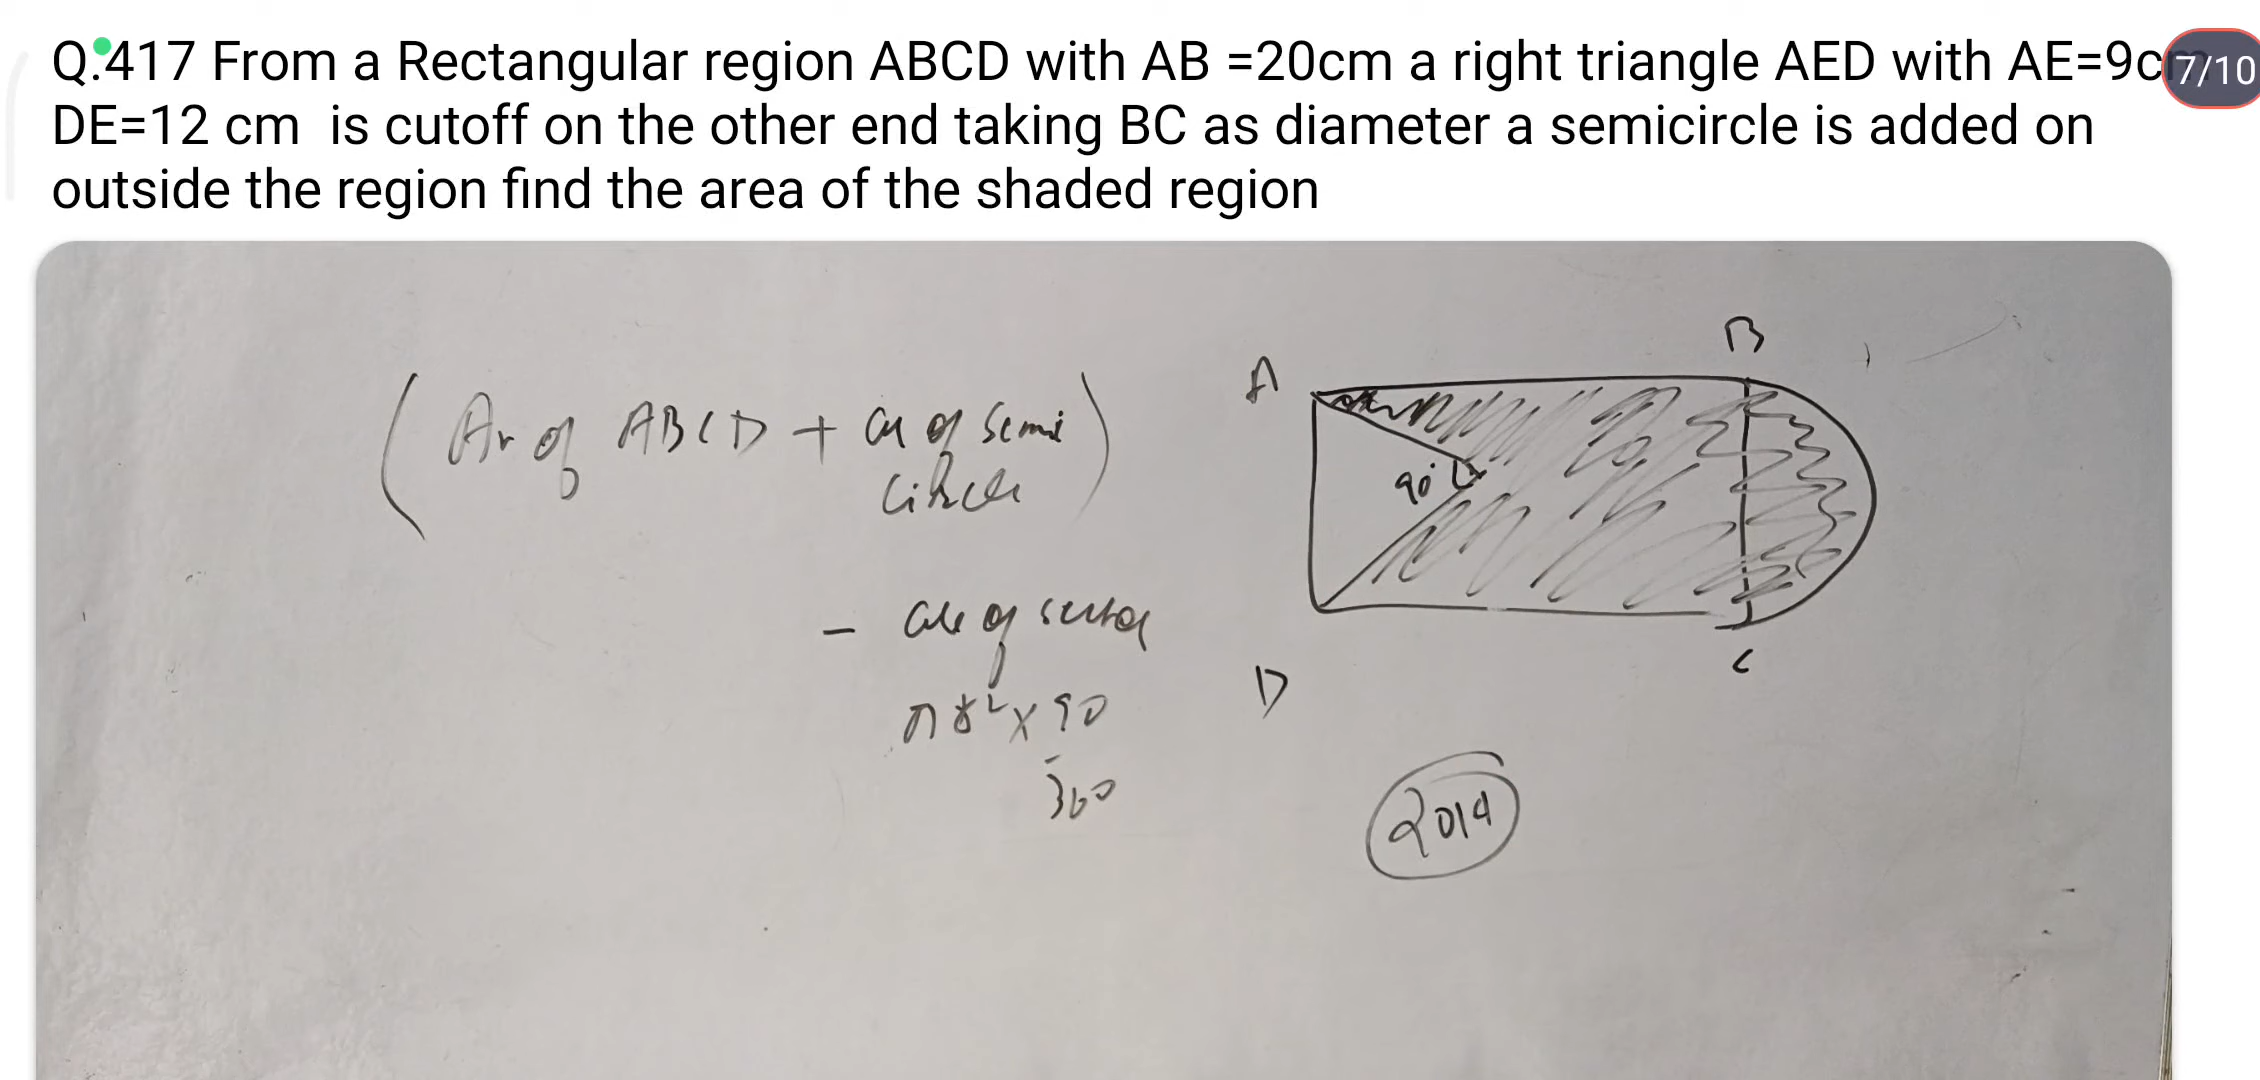 Q.417 From a Rectangular region ABCD with AB =20cm a right triangle AED with AE=9cm
7/10
DE=12 cm is cutoff on the other end taking BC as diameter a semicircle is added on
outside the region find the area of the shaded region
B
A
(Ar of ABCD + ar of semi
circle)
90°
- are of sector
C
D
πr² x 90
360
2014